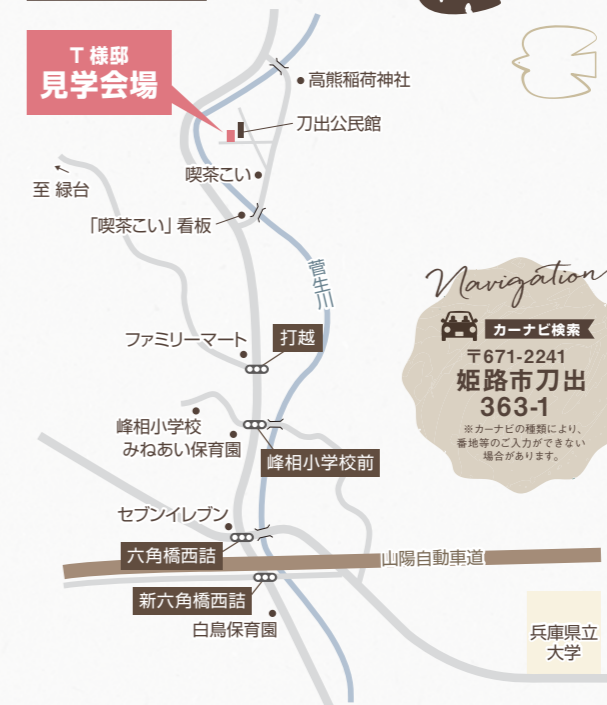 T 様邸
見学会場
高熊稲荷神社
刀出公民館
喫茶こい
至 緑台
「喫茶こい」看板
菅生川
Navigation
カーナビ検索
〒671-2241
姫路市刀出
363-1
※カーナビの種類により、
番地等のご入力ができない
場合があります。
ファミリーマート
打越
峰相小学校
みねあい保育園
峰相小学校前
セブンイレブン
六角橋西詰
山陽自動車道
新六角橋西詰
白鳥保育園
兵庫県立
大学